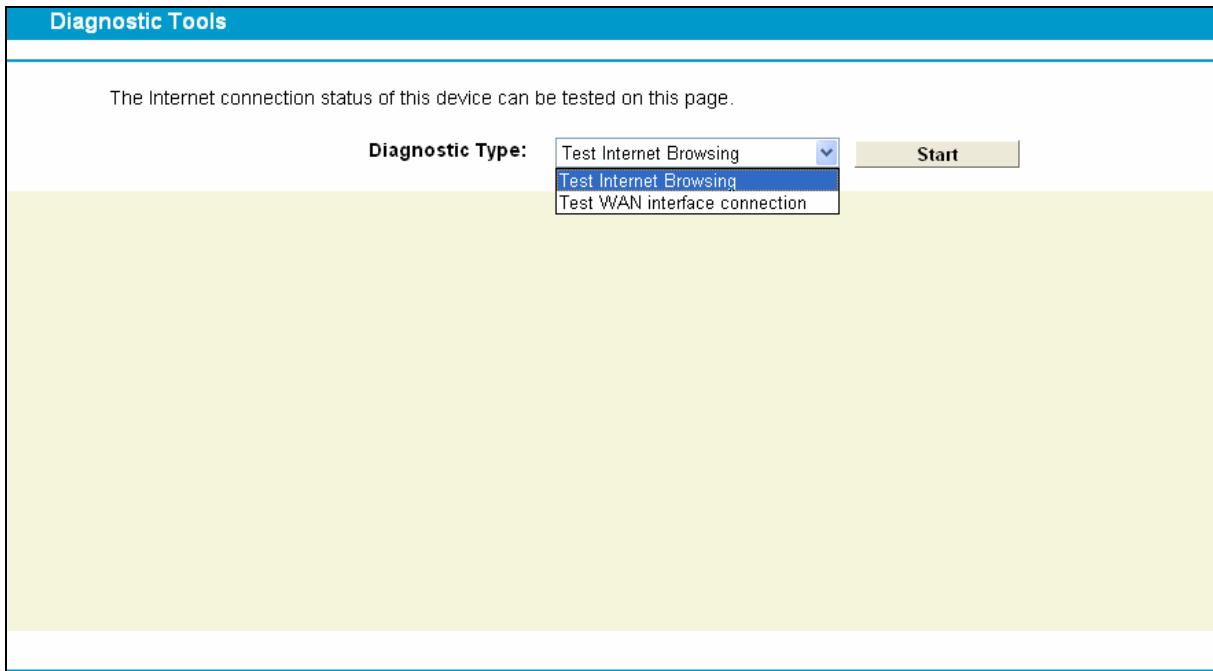 Diagnostic Tools
The Internet connection status of this device can be tested on this page.
Diagnostic Type: Test Internet Browsing Start
Test Internet Browsing
Test WAN interface connection